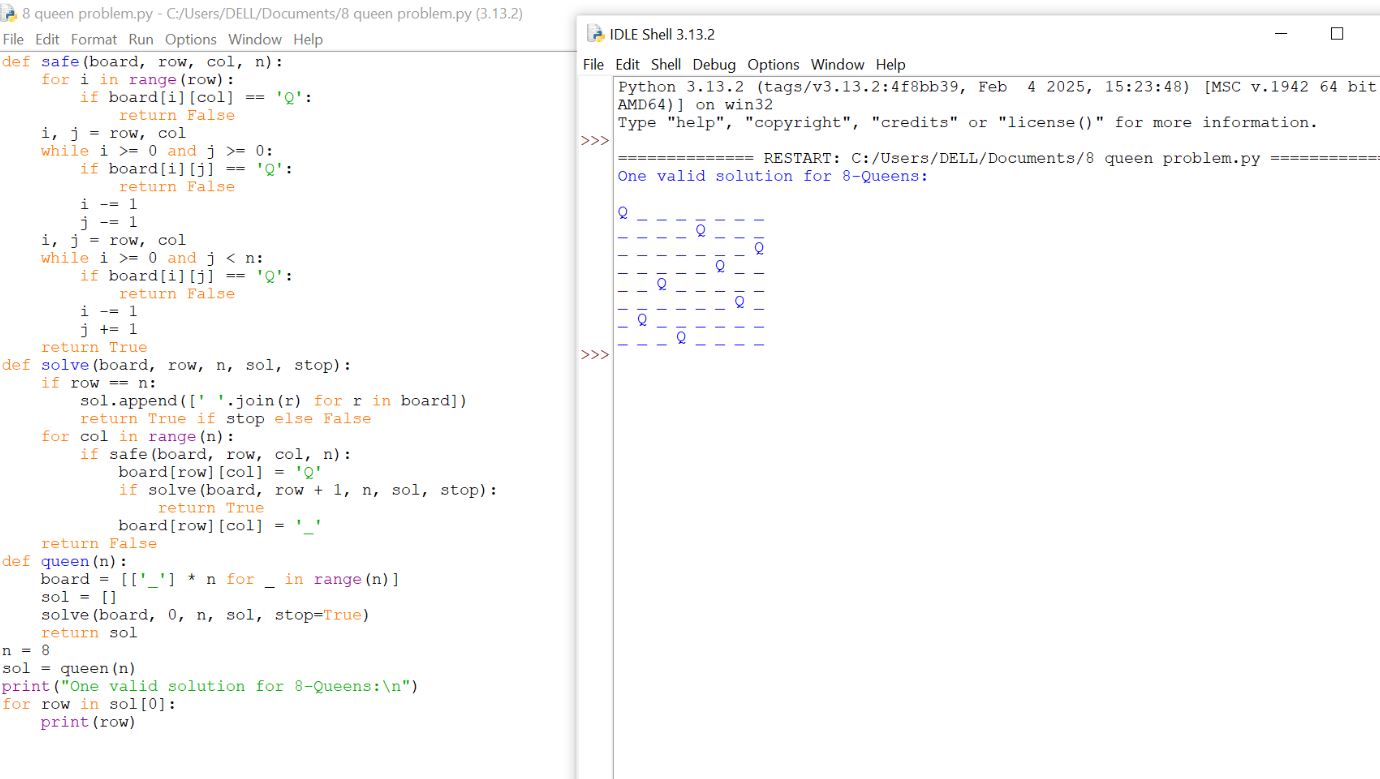 8 queen problem.py - C:/Users/DELL/Documents/8 queen problem.py (3.13.2)
File Edit Format Run Options Window Help
def safe(board, row, col, n):
    for i in range(row):
        if board[i][col] == 'Q':
            return False
    i, j = row, col
    while i >= 0 and j >= 0:
        if board[i][j] == 'Q':
            return False
        i -= 1
        j -= 1
    i, j = row, col
    while i >= 0 and j < n:
        if board[i][j] == 'Q':
            return False
        i -= 1
        j += 1
    return True
def solve(board, row, n, sol, stop):
    if row == n:
        sol.append([' '.join(r) for r in board])
        return True if stop else False
    for col in range(n):
        if safe(board, row, col, n):
            board[row][col] = 'Q'
            if solve(board, row + 1, n, sol, stop):
                return True
            board[row][col] = '_'
    return False
def queen(n):
    board = [['_'] * n for _ in range(n)]
    sol = []
    solve(board, 0, n, sol, stop=True)
    return sol
n = 8
sol = queen(n)
print("One valid solution for 8-Queens:\n")
for row in sol[0]:
    print(row)
IDLE Shell 3.13.2
File Edit Shell Debug Options Window Help
Python 3.13.2 (tags/v3.13.2:4f8bb39, Feb  4 2025, 15:23:48) [MSC v.1942 64 bit
AMD64)] on win32
Type "help", "copyright", "credits" or "license()" for more information.
>>>
============== RESTART: C:/Users/DELL/Documents/8 queen problem.py ============
One valid solution for 8-Queens:
Q _ _ _ _ _ _ _
_ _ _ _ Q _ _ _
_ _ _ _ _ _ _ Q
_ _ _ _ _ Q _ _
_ _ Q _ _ _ _ _
_ _ _ _ _ _ Q _
_ Q _ _ _ _ _ _
_ _ _ Q _ _ _ _
>>>